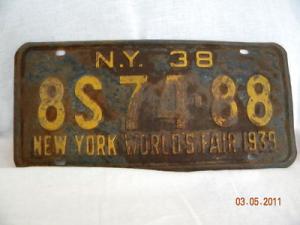 N.Y. 38
8S74-88
NEW YORK WORLD'S FAIR 1939
03.05.2011